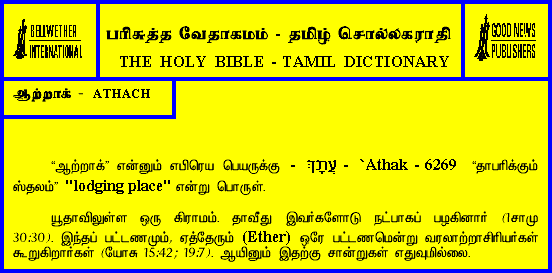 BELLWETHER
INTERNATIONAL
பரிசுத்த வேதாகமம் - தமிழ் சொல்லகராதி
THE HOLY BIBLE - TAMIL DICTIONARY
GOOD NEWS
PUBLISHERS
ஆற்றாக் - ATHACH
“ஆற்றாக்” என்னும் எபிரெய பெயருக்கு - עֲתָךְ - `Athak - 6269 “தாபரிக்கும்
ஸ்தலம்” "lodging place" என்று பொருள்.
யூதாவிலுள்ள ஒரு கிராமம். தாவீது இவர்களோடு நட்பாகப் பழகினார் (1சாமு
30:30). இந்தப் பட்டணமும், ஏத்தேரும் (Ether) ஒரே பட்டணமென்று வரலாற்றாசிரியர்கள்
கூறுகிறார்கள் (யோசு 15:42; 19:7). ஆயினும் இதற்கு சான்றுகள் எதுவுமில்லை.